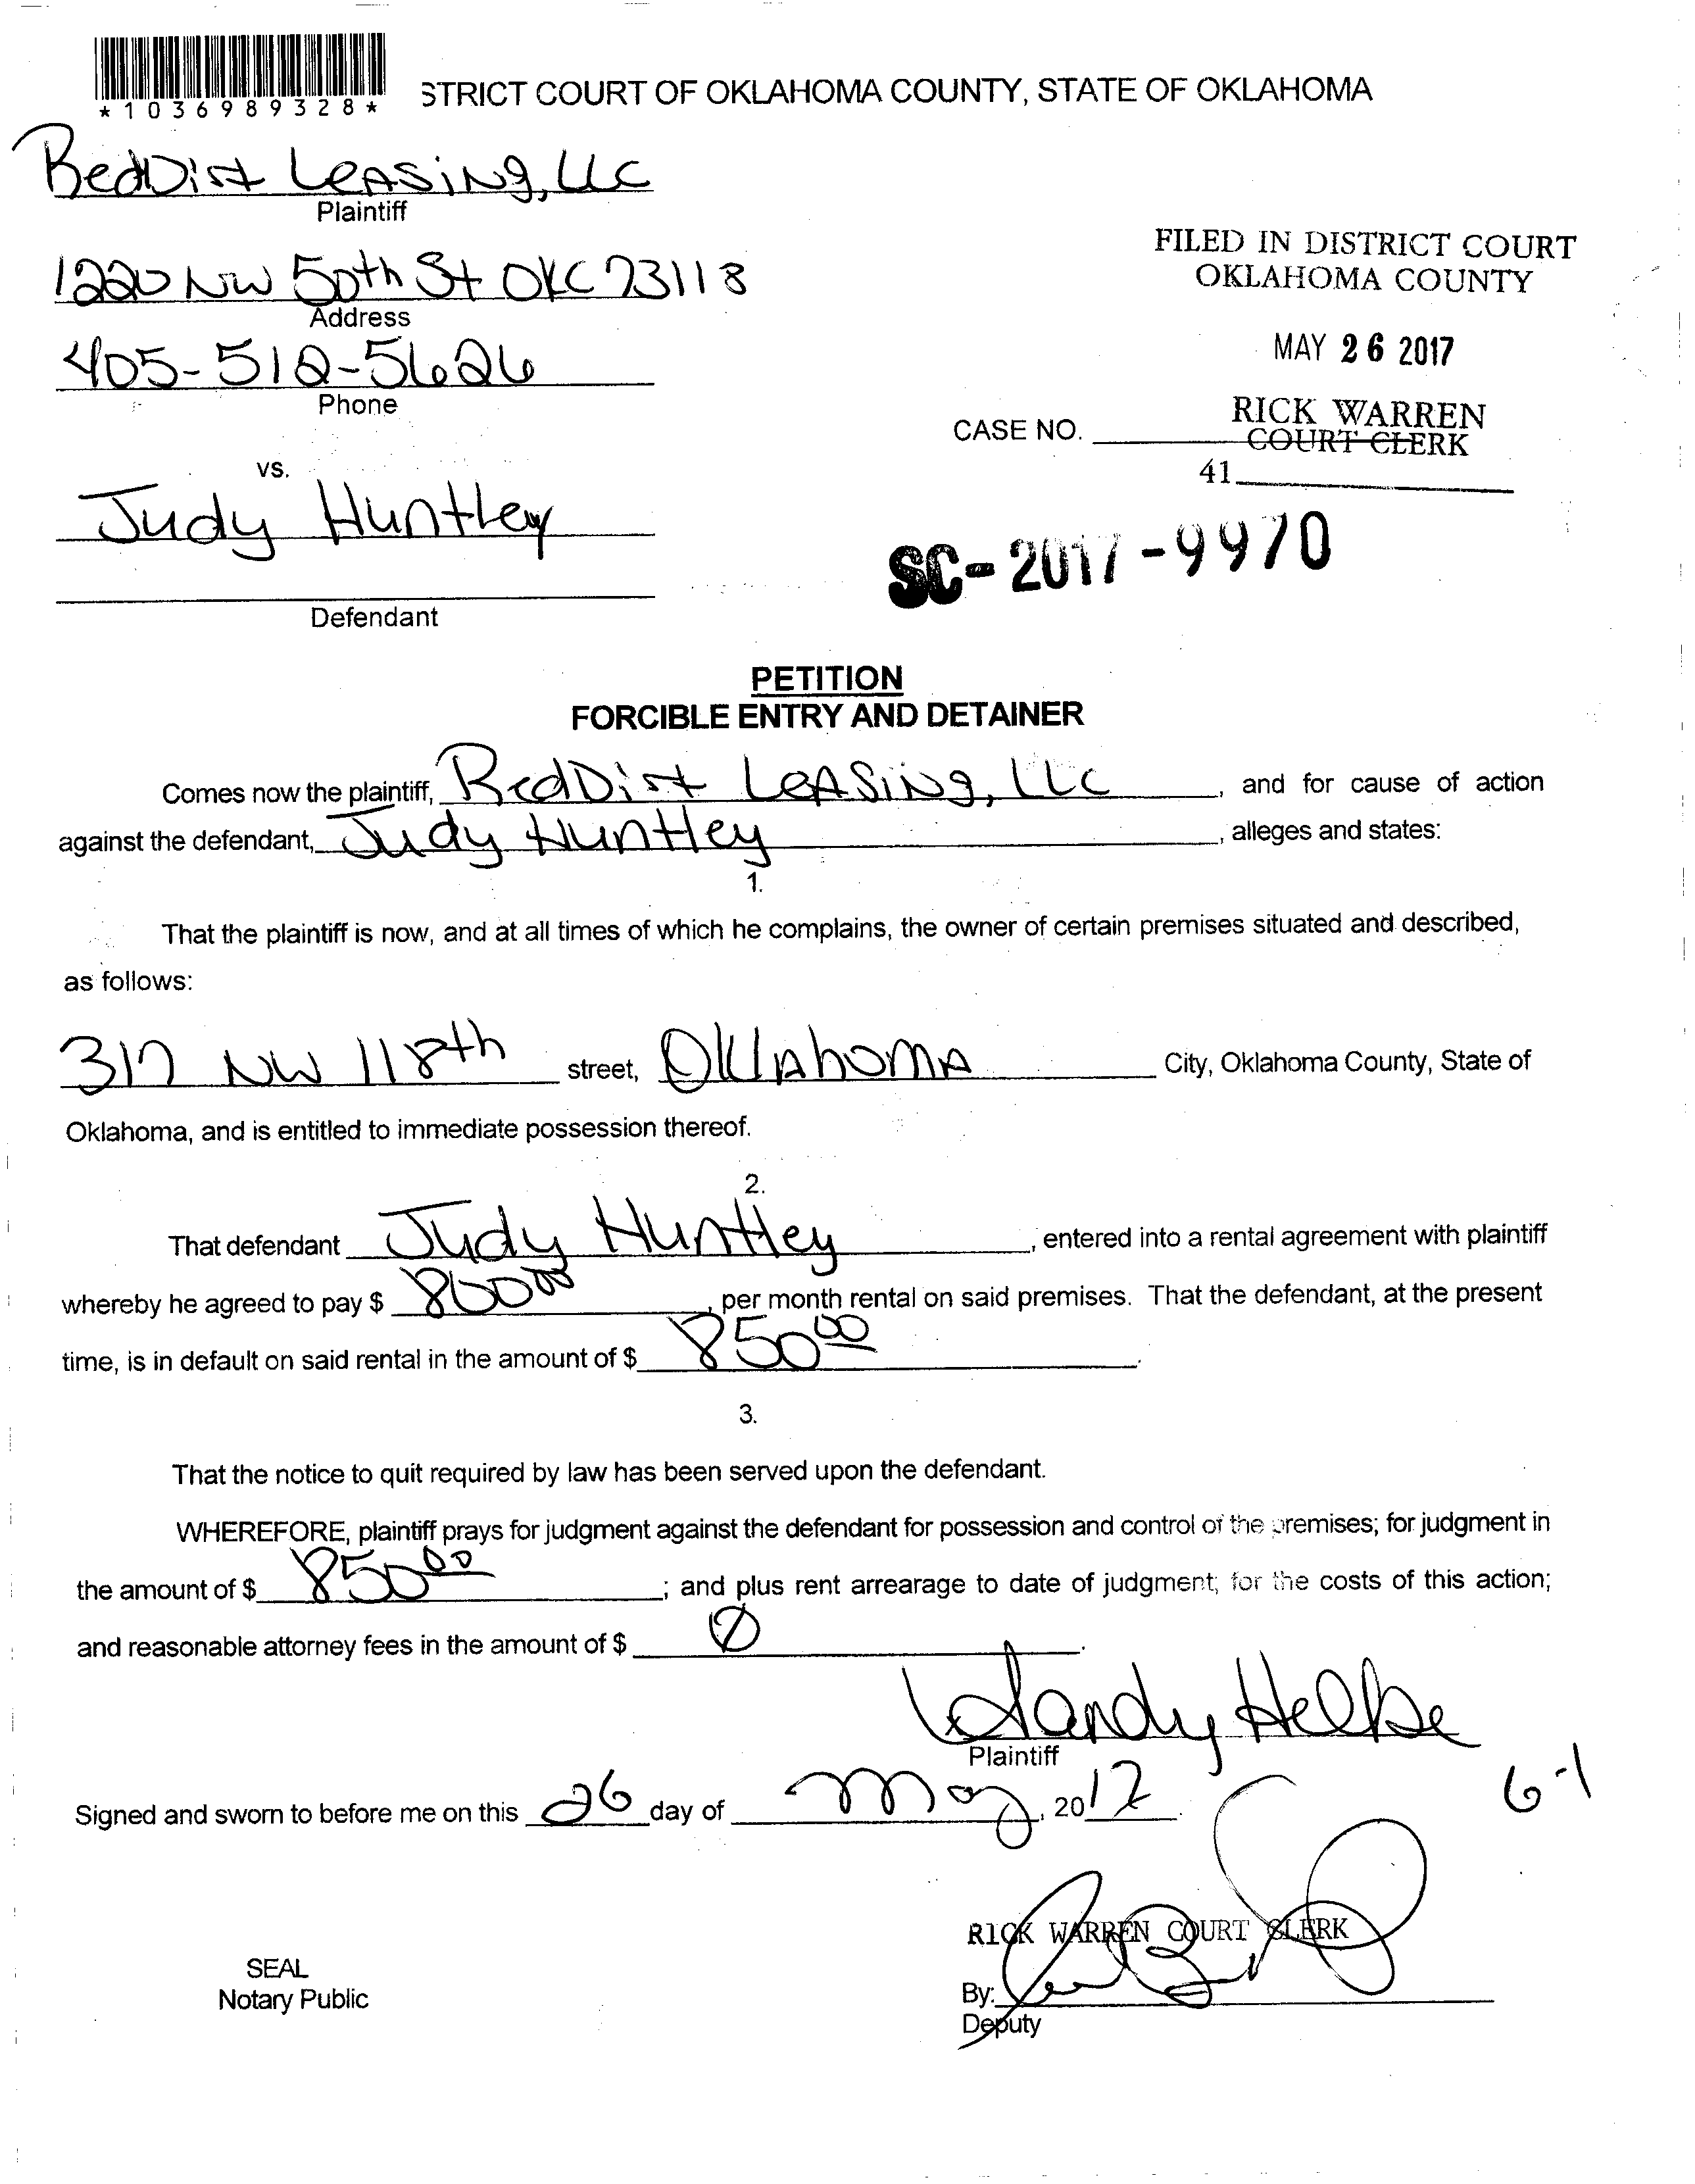 *1036989328*
STRICT COURT OF OKLAHOMA COUNTY, STATE OF OKLAHOMA
RedDirt Leasing, LLC
Plaintiff
1220 NW 50th St OKC 73118
Address
405-512-5626
Phone
FILED IN DISTRICT COURT
OKLAHOMA COUNTY
MAY 26 2017
RICK WARREN
COURT CLERK
CASE NO.
41
vs.
Judy Huntley
Defendant
SC-2017-9970
PETITION
FORCIBLE ENTRY AND DETAINER
Comes now the plaintiff, RedDirt Leasing, LLC, and for cause of action
against the defendant, Judy Huntley, alleges and states:
1.
That the plaintiff is now, and at all times of which he complains, the owner of certain premises situated and described,
as follows:
317 NW 118th street, Oklahoma City, Oklahoma County, State of
Oklahoma, and is entitled to immediate possession thereof.
2.
That defendant Judy Huntley, entered into a rental agreement with plaintiff
whereby he agreed to pay $ 800 00, per month rental on said premises. That the defendant, at the present
time, is in default on said rental in the amount of $ 850 00.
3.
That the notice to quit required by law has been served upon the defendant.
WHEREFORE, plaintiff prays for judgment against the defendant for possession and control of the premises; for judgment in
the amount of $ 850 00; and plus rent arrearage to date of judgment; for the costs of this action;
and reasonable attorney fees in the amount of $ 0.
Sandy
Plaintiff
6-1
Signed and sworn to before me on this 26 day of May, 2017.
RICK WARREN COURT CLERK
SEAL
Notary Public
By:
Deputy